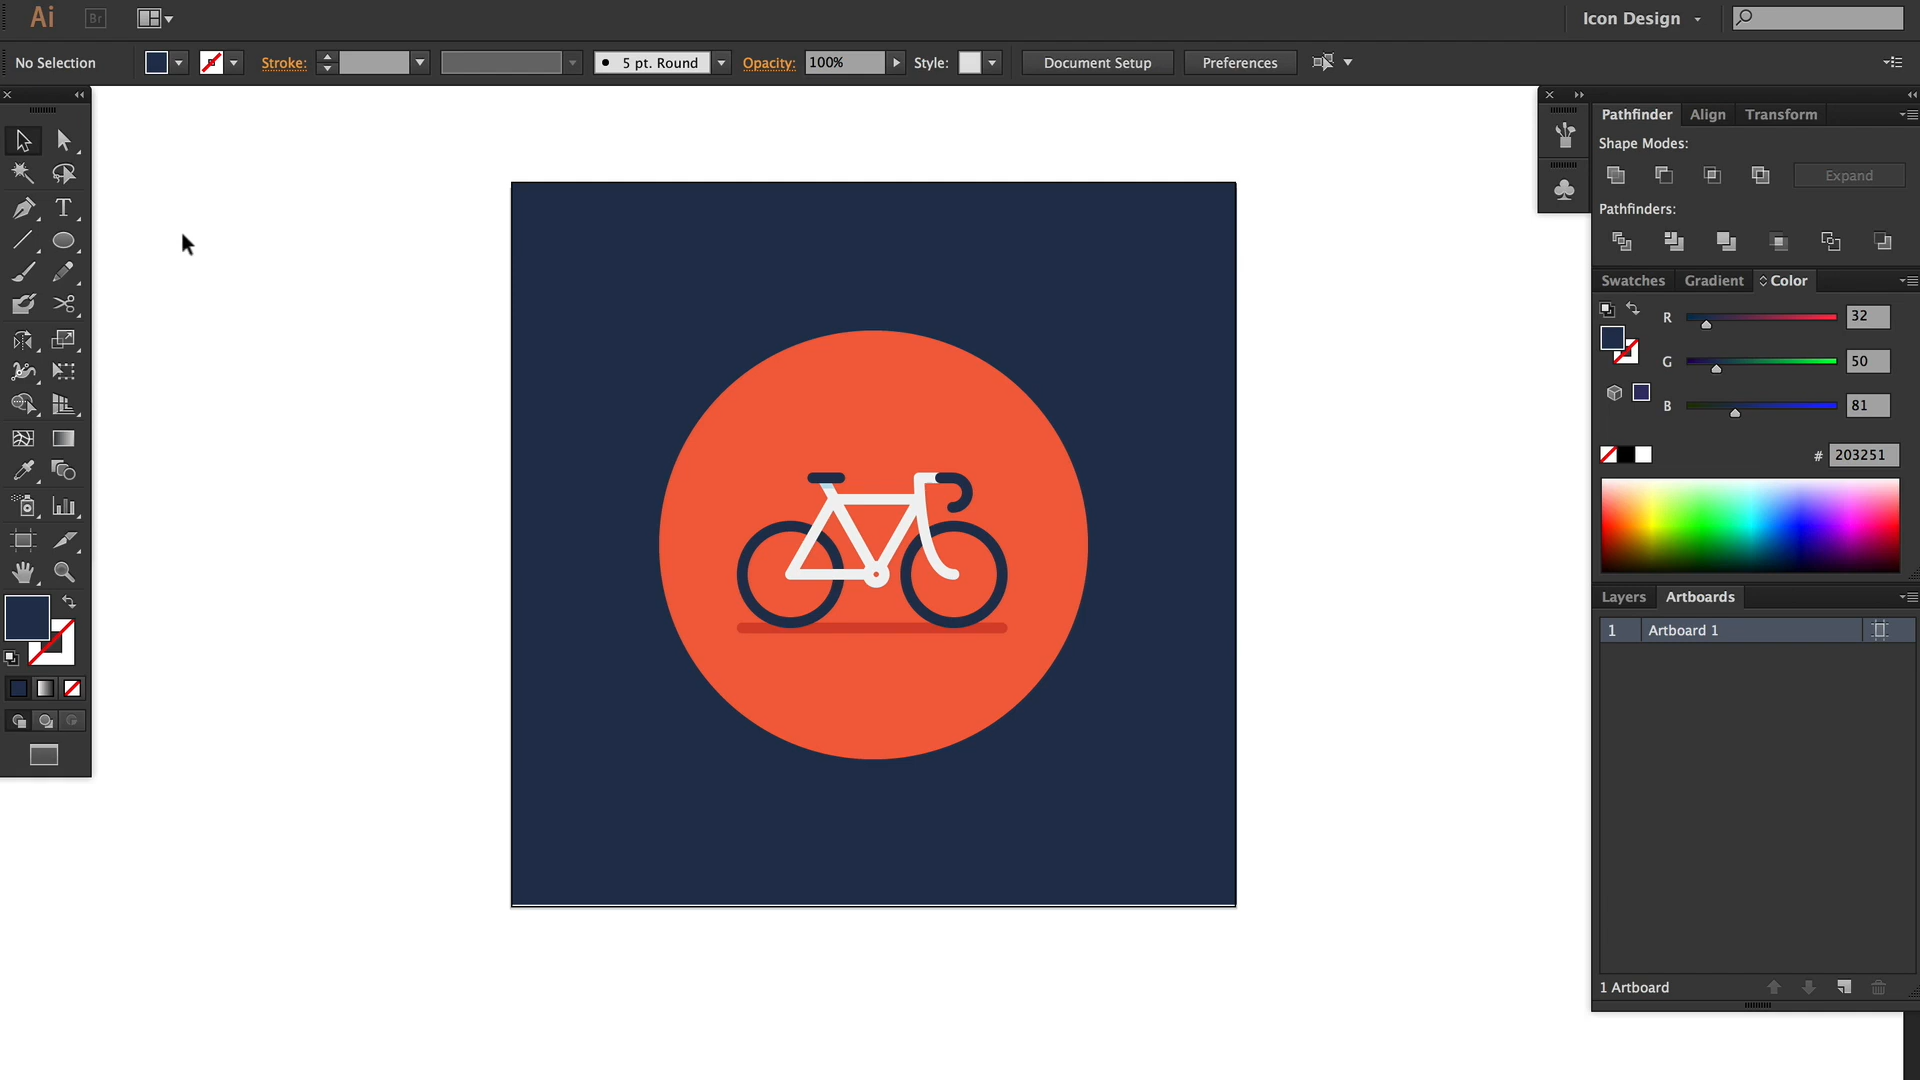 Ai Br Icon Design
No Selection Stroke: 5 pt. Round Opacity: 100% Style: Document Setup Preferences
Pathfinder Align Transform
Shape Modes:
Expand
Pathfinders:
Swatches Gradient Color
R 32
G 50
B 81
# 203251
Layers Artboards
1 Artboard 1
1 Artboard
T